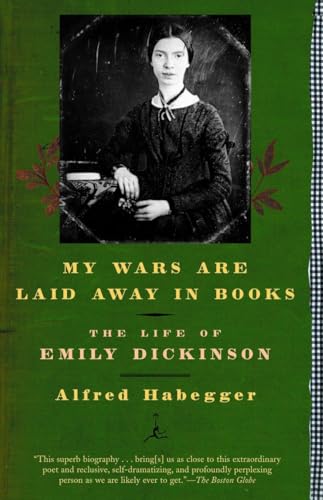 MY WARS ARE
LAID AWAY IN BOOKS
THE LIFE OF
EMILY DICKINSON
Alfred Habegger
"This superb biography . . . bring[s] us as close to this extraordinary
poet and reclusive, self-dramatizing, and profoundly perplexing
person as we are likely ever to get."—The Boston Globe